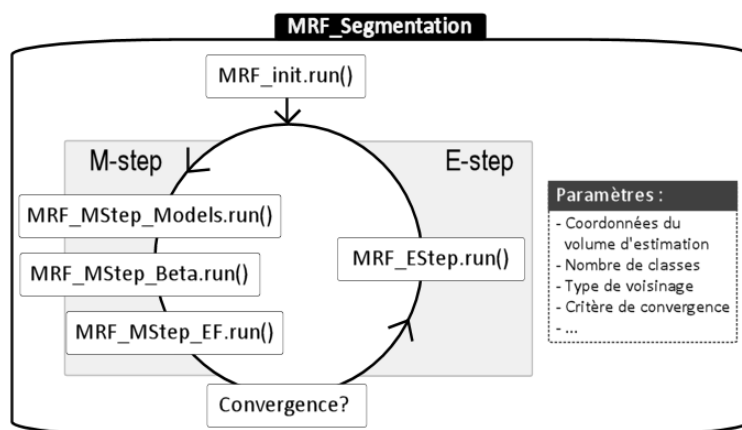 MRF_Segmentation
MRF_init.run()
M-step
E-step
MRF_MStep_Models.run()
MRF_MStep_Beta.run()
MRF_EStep.run()
MRF_MStep_EF.run()
Convergence?
Paramètres :
- Coordonnées du
volume d'estimation
- Nombre de classes
- Type de voisinage
- Critère de convergence
- ...